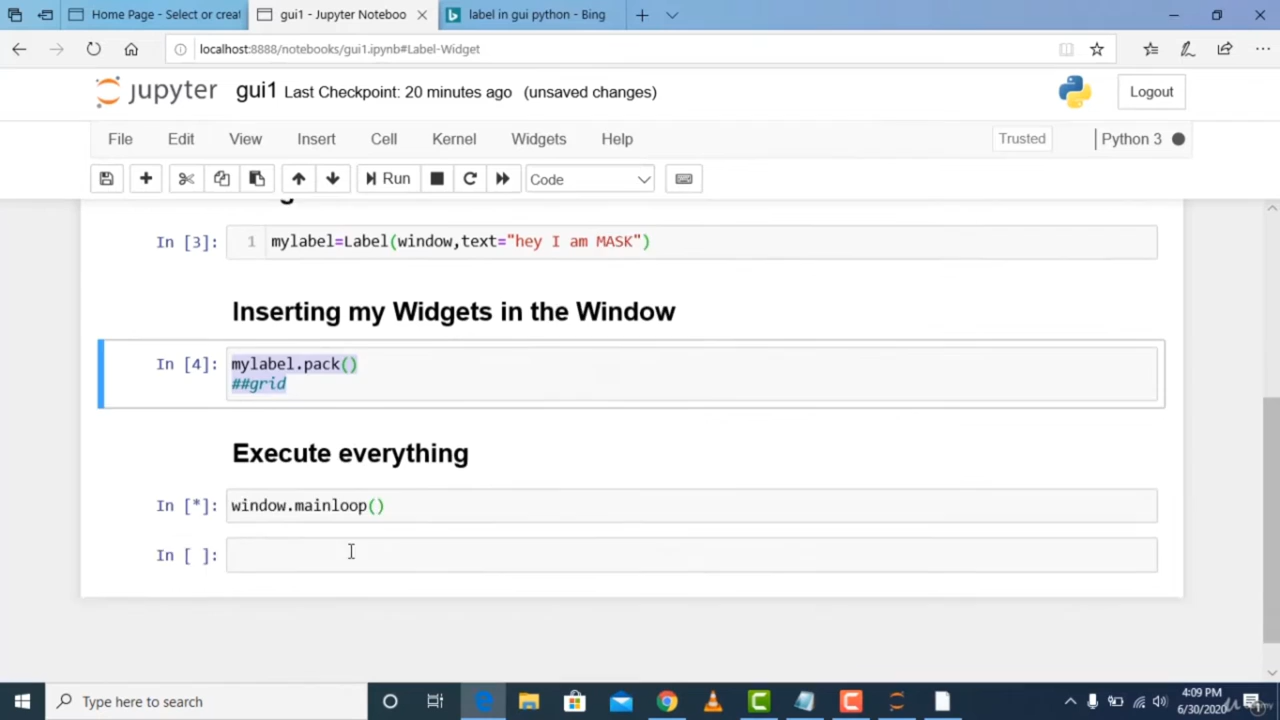 Home Page - Select or creat
gui1 - Jupyter Noteboo
label in gui python - Bing
localhost:8888/notebooks/gui1.ipynb#Label-Widget
jupyter gui1 Last Checkpoint: 20 minutes ago (unsaved changes)
Logout
File Edit View Insert Cell Kernel Widgets Help
Trusted
Python 3
Run
Code
In [3]: 1 mylabel=Label(window,text="hey I am MASK")
Inserting my Widgets in the Window
In [4]: mylabel.pack()
##grid
Execute everything
In [*]: window.mainloop()
In [ ]:
Type here to search
4:09 PM
6/30/2020